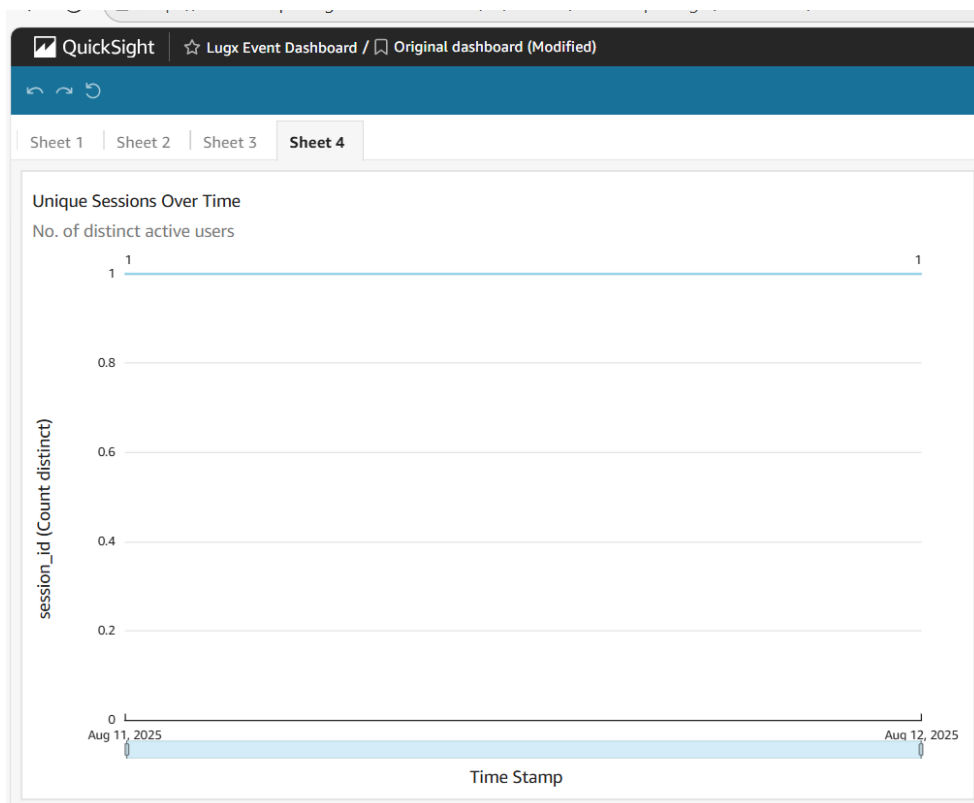 QuickSight Lugx Event Dashboard / Original dashboard (Modified)
Sheet 1 Sheet 2 Sheet 3 Sheet 4
Unique Sessions Over Time
No. of distinct active users
1 1
1
0.8
0.6
session_id (Count distinct)
0.4
0.2
0
Aug 11, 2025 Aug 12, 2025
Time Stamp